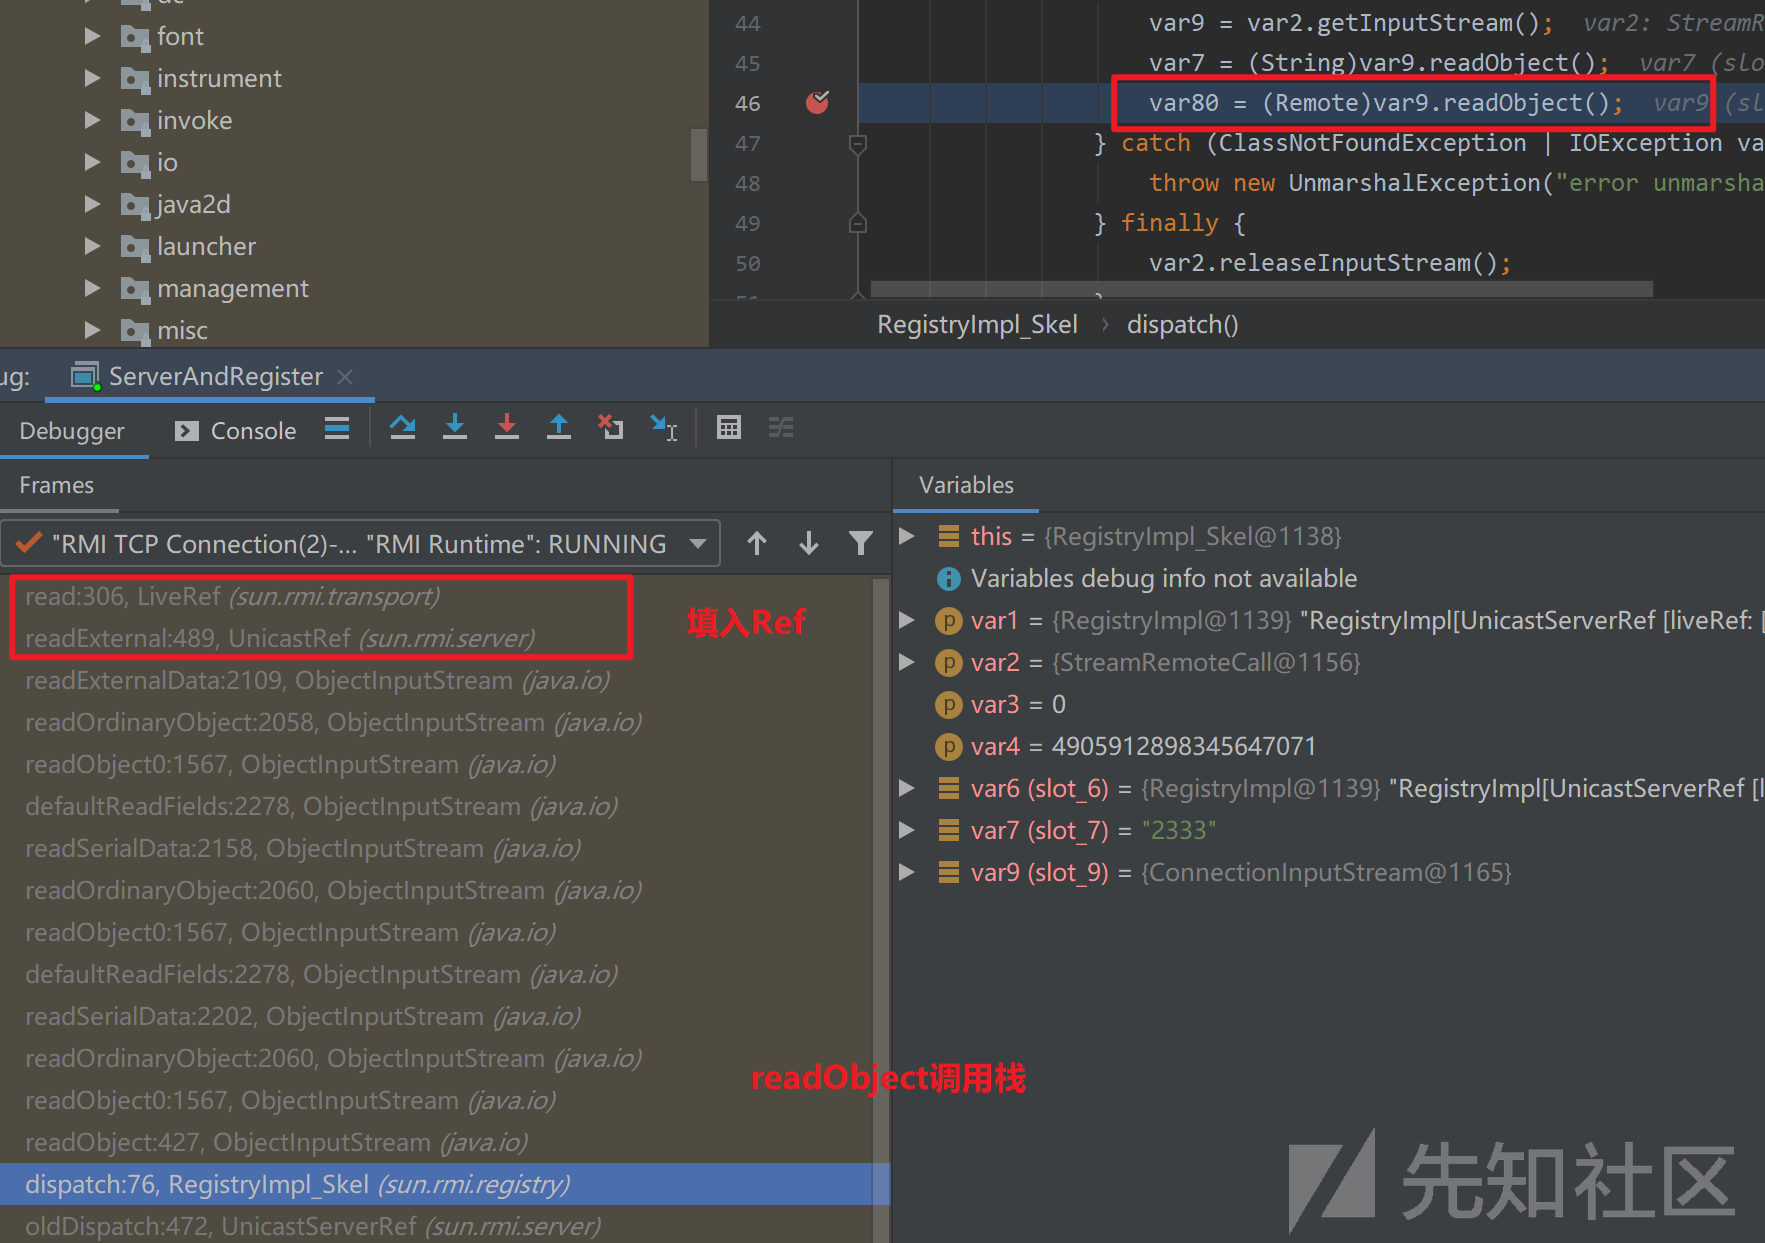 font
instrument
invoke
io
java2d
launcher
management
misc
44 var9 = var2.getInputStream(); var2: StreamR
45 var7 = (String)var9.readObject(); var7 (slo
46 var80 = (Remote)var9.readObject(); var9 (sl
47 } catch (ClassNotFoundException | IOException va
48 throw new UnmarshalException("error unmarsha
49 } finally {
50 var2.releaseInputStream();
RegistryImpl_Skel › dispatch()
ug: ServerAndRegister
Debugger Console
Frames
"RMI TCP Connection(2)-... "RMI Runtime": RUNNING
read:306, LiveRef (sun.rmi.transport)
readExternal:489, UnicastRef (sun.rmi.server)
填入Ref
readExternalData:2109, ObjectInputStream (java.io)
readOrdinaryObject:2058, ObjectInputStream (java.io)
readObject0:1567, ObjectInputStream (java.io)
defaultReadFields:2278, ObjectInputStream (java.io)
readSerialData:2158, ObjectInputStream (java.io)
readOrdinaryObject:2060, ObjectInputStream (java.io)
readObject0:1567, ObjectInputStream (java.io)
defaultReadFields:2278, ObjectInputStream (java.io)
readSerialData:2202, ObjectInputStream (java.io)
readOrdinaryObject:2060, ObjectInputStream (java.io)
readObject调用栈
readObject0:1567, ObjectInputStream (java.io)
readObject:427, ObjectInputStream (java.io)
dispatch:76, RegistryImpl_Skel (sun.rmi.registry)
oldDispatch:472, UnicastServerRef (sun.rmi.server)
Variables
this = {RegistryImpl_Skel@1138}
Variables debug info not available
var1 = {RegistryImpl@1139} "RegistryImpl[UnicastServerRef [liveRef: [
var2 = {StreamRemoteCall@1156}
var3 = 0
var4 = 4905912898345647071
var6 (slot_6) = {RegistryImpl@1139} "RegistryImpl[UnicastServerRef [l
var7 (slot_7) = "2333"
var9 (slot_9) = {ConnectionInputStream@1165}
先知社区